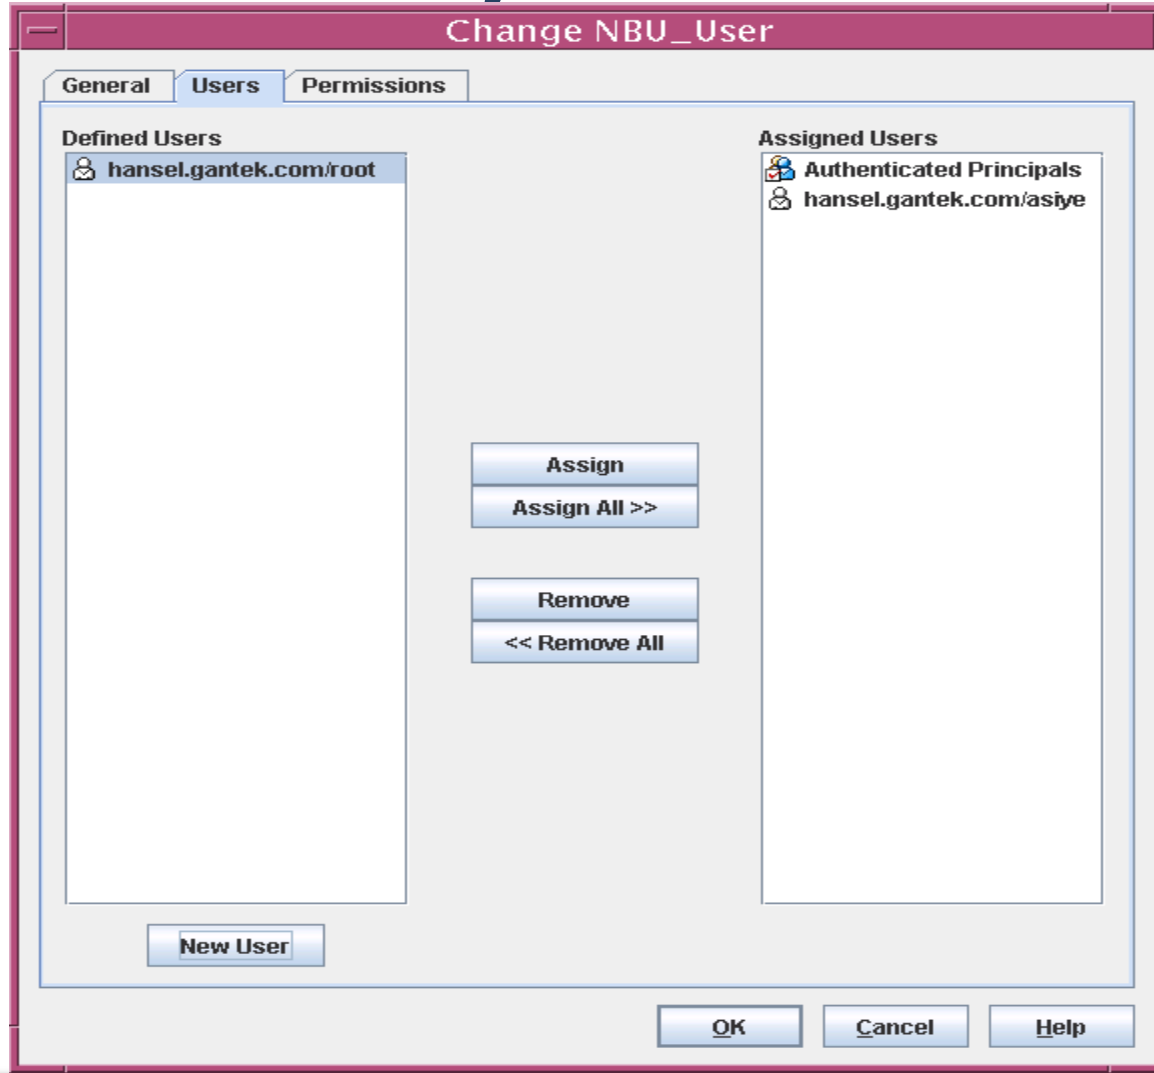 Change NBU_User
General Users Permissions
Defined Users
hansel.gantek.com/root
Assigned Users
Authenticated Principals
hansel.gantek.com/asiye
Assign
Assign All >>
Remove
<< Remove All
New User
OK Cancel Help